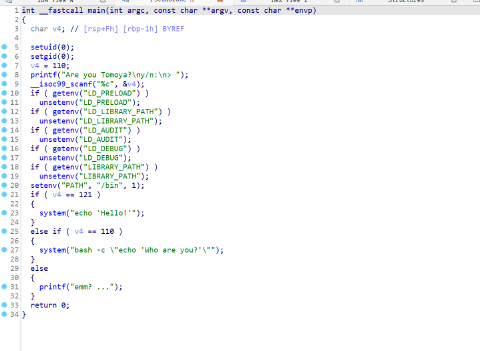 1 int __fastcall main(int argc, const char **argv, const char **envp)
2 {
3 char v4; // [rsp+Fh] [rbp-1h] BYREF
4
5 setuid(0);
6 setgid(0);
7 v4 = 110;
8 printf("Are you Tomoya?\ny/n:\n> ");
9 __isoc99_scanf("%c", &v4);
10 if ( getenv("LD_PRELOAD") )
11 unsetenv("LD_PRELOAD");
12 if ( getenv("LD_LIBRARY_PATH") )
13 unsetenv("LD_LIBRARY_PATH");
14 if ( getenv("LD_AUDIT") )
15 unsetenv("LD_AUDIT");
16 if ( getenv("LD_DEBUG") )
17 unsetenv("LD_DEBUG");
18 if ( getenv("LIBRARY_PATH") )
19 unsetenv("LIBRARY_PATH");
20 setenv("PATH", "/bin", 1);
21 if ( v4 == 121 )
22 {
23 system("echo 'Hello!'");
24 }
25 else if ( v4 == 110 )
26 {
27 system("bash -c \"echo 'Who are you?'\"");
28 }
29 else
30 {
31 printf("emm? ...");
32 }
33 return 0;
34 }